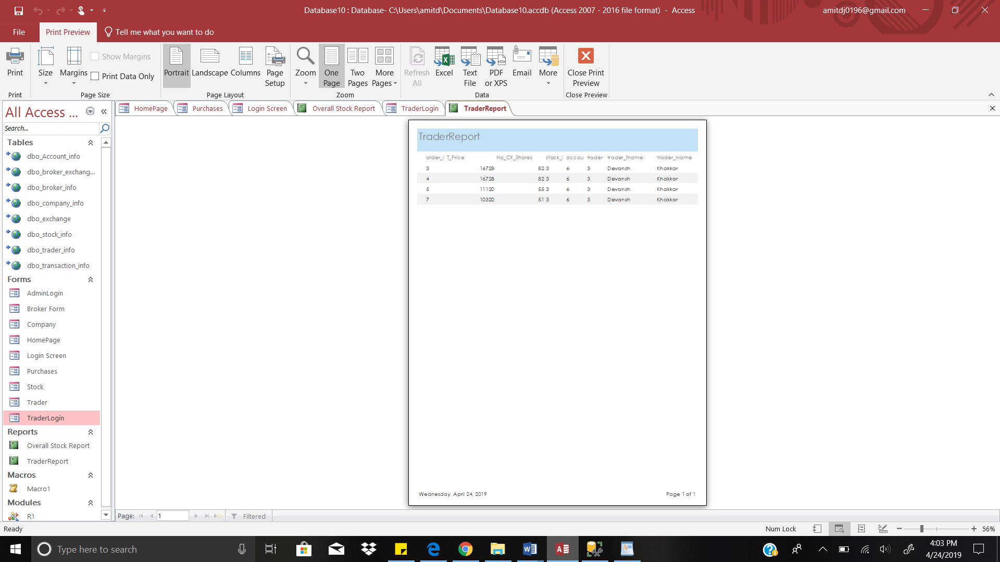 Database10 : Database- C:\Users\amitd\Documents\Database10.accdb (Access 2007 - 2016 file format) - Access
amitdj0196@gmail.com
File
Print Preview
Tell me what you want to do
Print
Size
Margins
Show Margins
Print Data Only
Portrait
Landscape
Columns
Page Setup
Zoom
One Page
Two Pages
More Pages
Refresh All
Excel
Text File
PDF or XPS
Email
More
Close Print Preview
Print
Page Size
Page Layout
Zoom
Data
Close Preview
All Access ...
Search...
Tables
dbo_Account_info
dbo_broker_exchang...
dbo_broker_info
dbo_company_info
dbo_exchange
dbo_stock_info
dbo_trader_info
dbo_transaction_info
Forms
AdminLogin
Broker Form
Company
HomePage
Login Screen
Purchases
Stock
Trader
TraderLogin
Reports
Overall Stock Report
TraderReport
Macros
Macro1
Modules
R1
HomePage
Purchases
Login Screen
Overall Stock Report
TraderLogin
TraderReport
TraderReport
order_i T_Price No_Of_Shares stock_i accou trader trader_fname trader_lname
3 16728 82 3 6 3 Devansh Khakkar
4 16728 82 3 6 3 Devansh Khakkar
5 11120 55 3 6 3 Devansh Khakkar
7 10320 51 3 6 3 Devansh Khakkar
Wednesday, April 24, 2019
Page 1 of 1
Page: 1
Filtered
Ready
Num Lock
56%
Type here to search
4:03 PM
4/24/2019